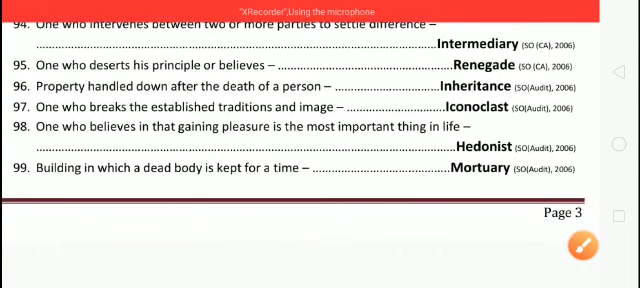 "XRecorder".Using the microphone
94. One who intervenes between two or more parties to settle difference –
................................................................Intermediary (SO (CA), 2006)
95. One who deserts his principle or believes – ............................Renegade (SO (CA), 2006)
96. Property handled down after the death of a person – .................Inheritance (SO(Audit), 2006)
97. One who breaks the established traditions and image – ................Iconoclast (SO(Audit), 2006)
98. One who believes in that gaining pleasure is the most important thing in life –
................................................................Hedonist (SO(Audit), 2006)
99. Building in which a dead body is kept for a time – ......................Mortuary (SO(Audit), 2006)
Page 3